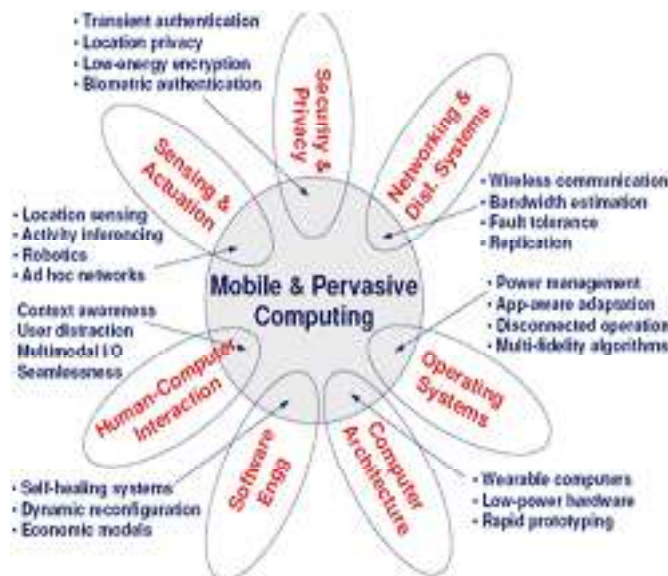 • Transient authentication
• Location privacy
• Low-energy encryption
• Biometric authentication
Security &
Privacy
Networking &
Dist. Systems
Sensing &
Actuation
• Wireless communication
• Bandwidth estimation
• Fault tolerance
• Replication
• Location sensing
• Activity inferencing
• Robotics
• Ad hoc networks
Mobile & Pervasive
Computing
• Power management
• App-aware adaptation
• Disconnected operation
• Multi-fidelity algorithms
Context awareness
User distraction
Multimodal I/O
Seamlessness
Human-Computer
Interaction
Operating
Systems
Software
Engg
Computer
Architecture
• Self-healing systems
• Dynamic reconfiguration
• Economic models
• Wearable computers
• Low-power hardware
• Rapid prototyping